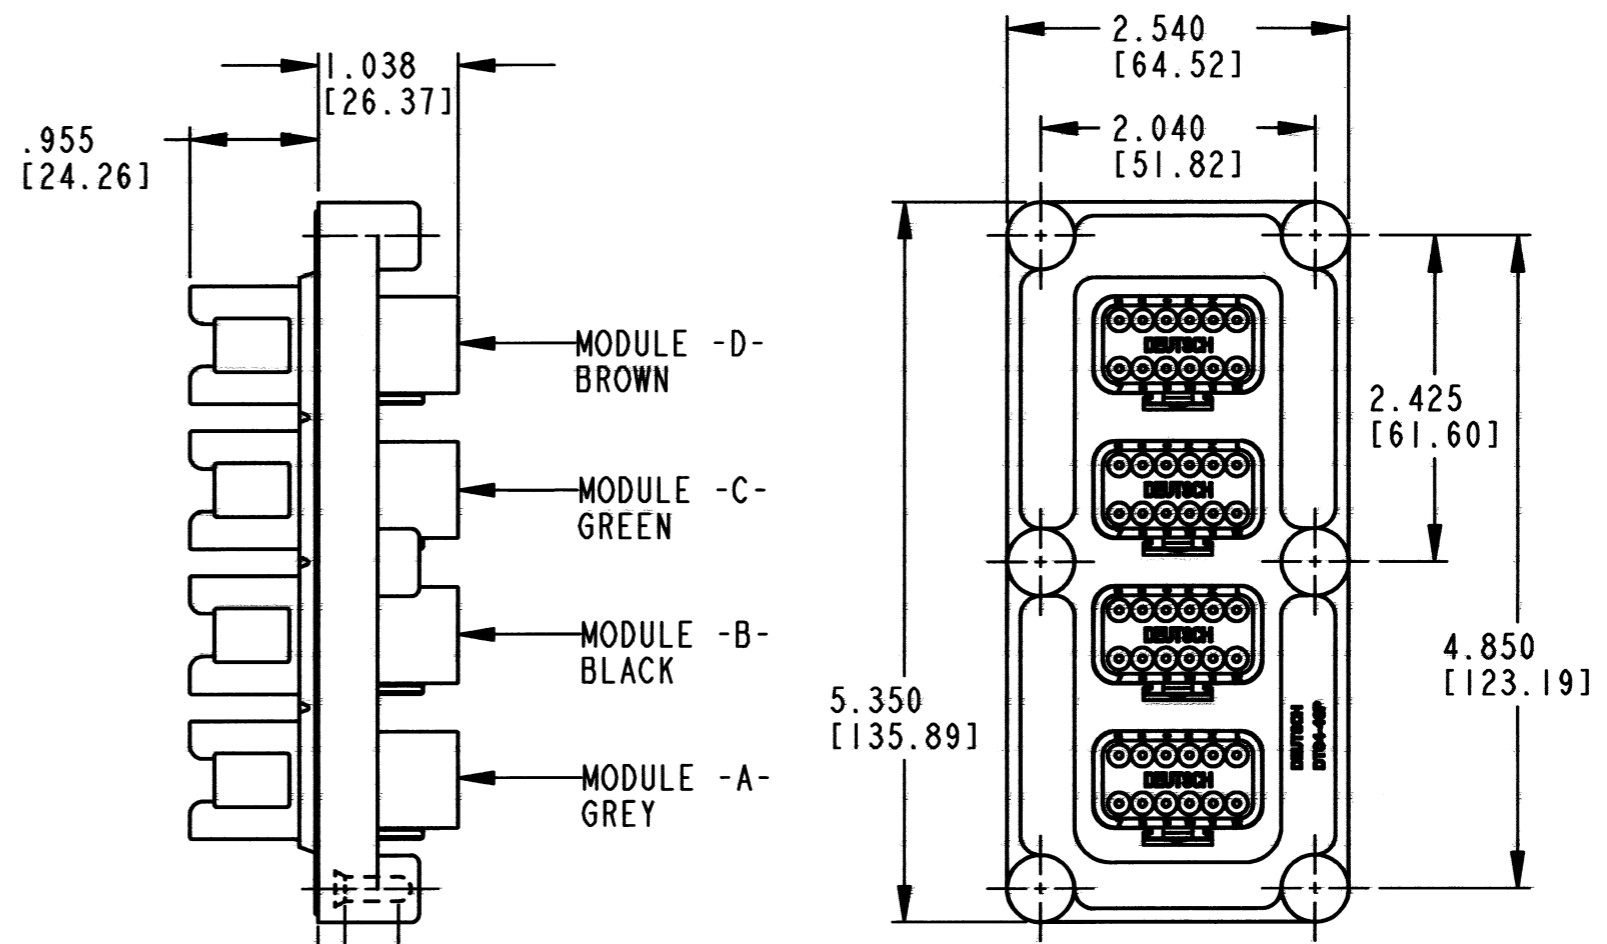 1.038
[26.37]
.955
[24.26]
MODULE -D-
BROWN
MODULE -C-
GREEN
MODULE -B-
BLACK
MODULE -A-
GREY
2.540
[64.52]
2.040
[51.82]
2.425
[61.60]
4.850
[123.19]
5.350
[135.89]
DEUTSCH
DEUTSCH
DEUTSCH
DEUTSCH
DEUTSCH
DT04-48P